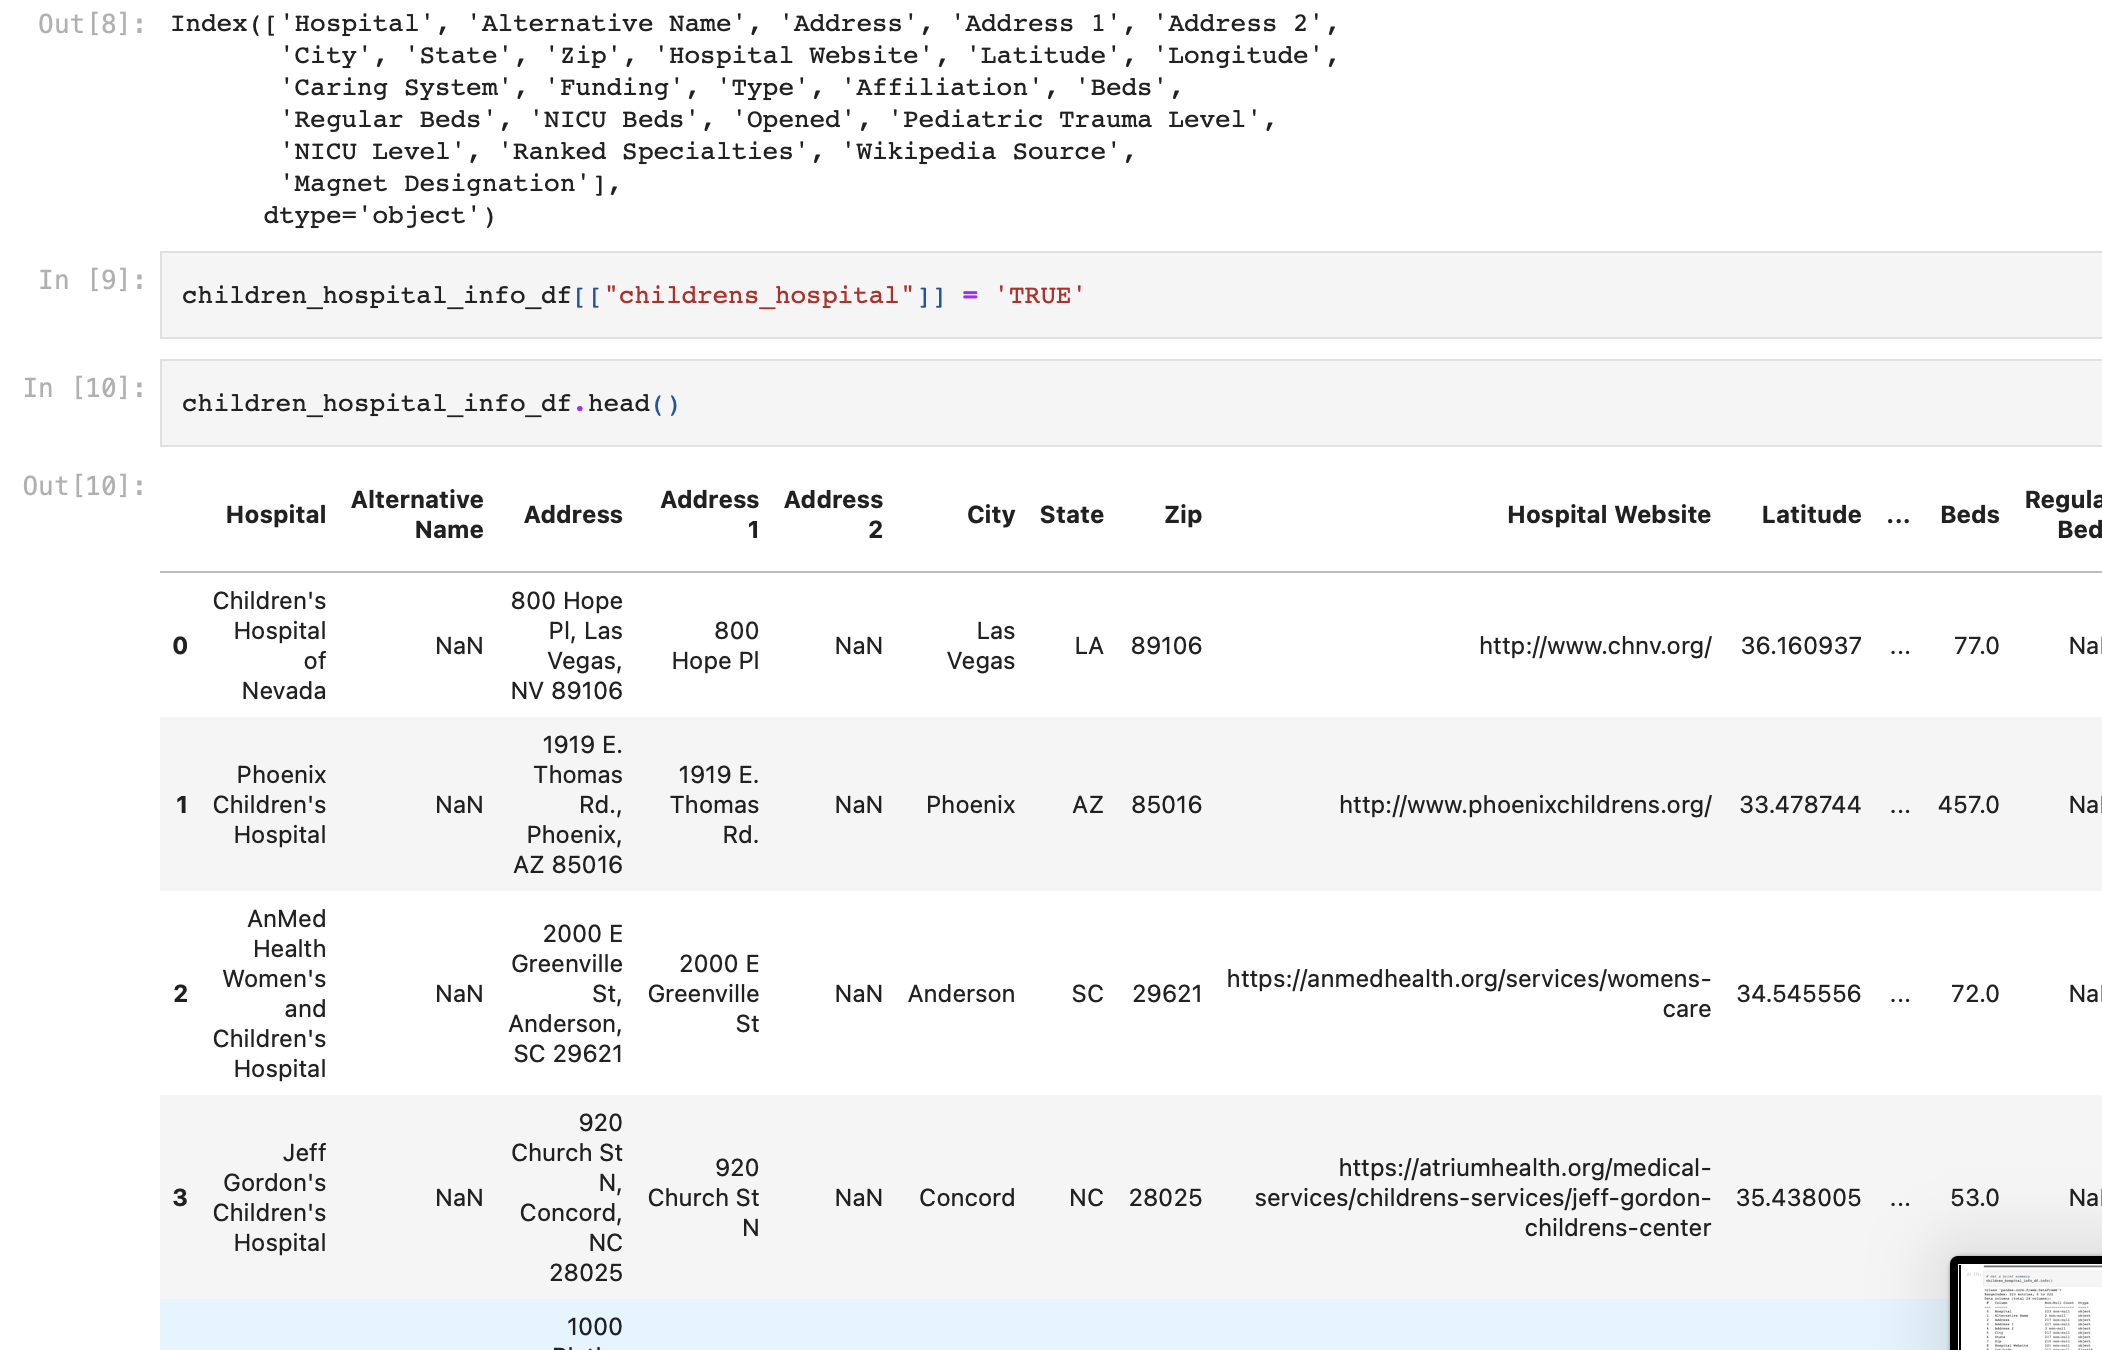 Out[8]: Index(['Hospital', 'Alternative Name', 'Address', 'Address 1', 'Address 2',
'City', 'State', 'Zip', 'Hospital Website', 'Latitude', 'Longitude',
'Caring System', 'Funding', 'Type', 'Affiliation', 'Beds',
'Regular Beds', 'NICU Beds', 'Opened', 'Pediatric Trauma Level',
'NICU Level', 'Ranked Specialties', 'Wikipedia Source',
'Magnet Designation'],
dtype='object')
In [9]: children_hospital_info_df[["childrens_hospital"]] = 'TRUE'
In [10]: children_hospital_info_df.head()
Out[10]:
Hospital Alternative Name Address Address 1 Address 2 City State Zip Hospital Website Latitude ... Beds Regula Bed
0 Children's Hospital of Nevada NaN 800 Hope Pl, Las Vegas, NV 89106 800 Hope Pl NaN Las Vegas LA 89106 http://www.chnv.org/ 36.160937 ... 77.0 Na
1 Phoenix Children's Hospital NaN 1919 E. Thomas Rd., Phoenix, AZ 85016 1919 E. Thomas Rd. NaN Phoenix AZ 85016 http://www.phoenixchildrens.org/ 33.478744 ... 457.0 Na
2 AnMed Health Women's and Children's Hospital NaN 2000 E Greenville St, Anderson, SC 29621 2000 E Greenville St NaN Anderson SC 29621 https://anmedhealth.org/services/womens-care 34.545556 ... 72.0 Na
3 Jeff Gordon's Children's Hospital NaN 920 Church St N, Concord, NC 28025 920 Church St N NaN Concord NC 28025 https://atriumhealth.org/medical-services/childrens-services/jeff-gordon-childrens-center 35.438005 ... 53.0 Na
1000